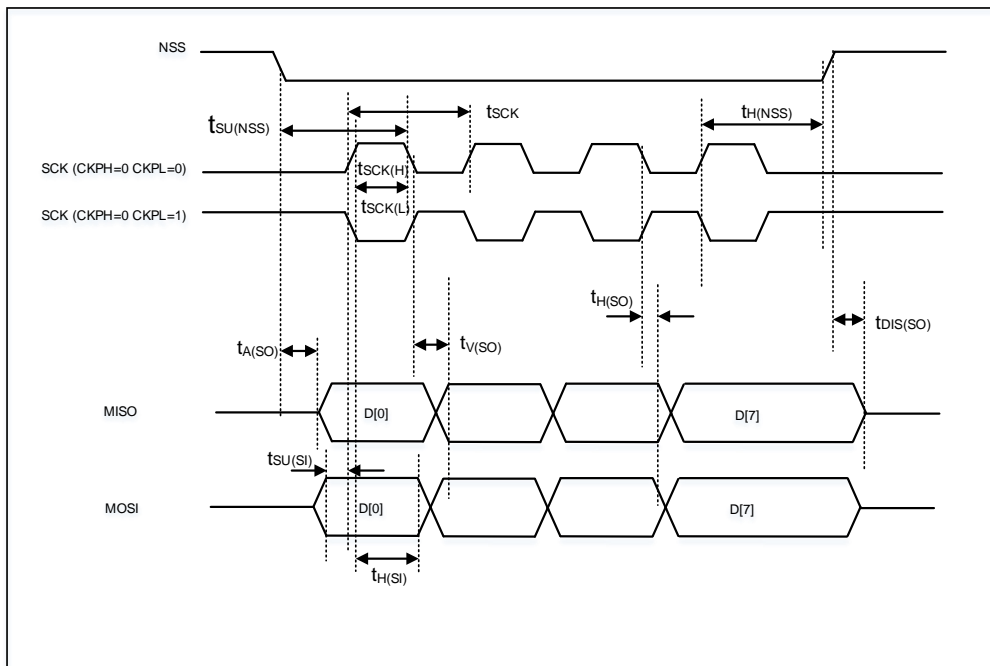 NSS
tSCK
tH(NSS)
tSU(NSS)
SCK (CKPH=0 CKPL=0)
tSCK(H)
tSCK(L)
SCK (CKPH=0 CKPL=1)
tH(SO)
tDIS(SO)
tV(SO)
tA(SO)
MISO
D[0]
D[7]
tSU(SI)
MOSI
D[0]
D[7]
tH(SI)